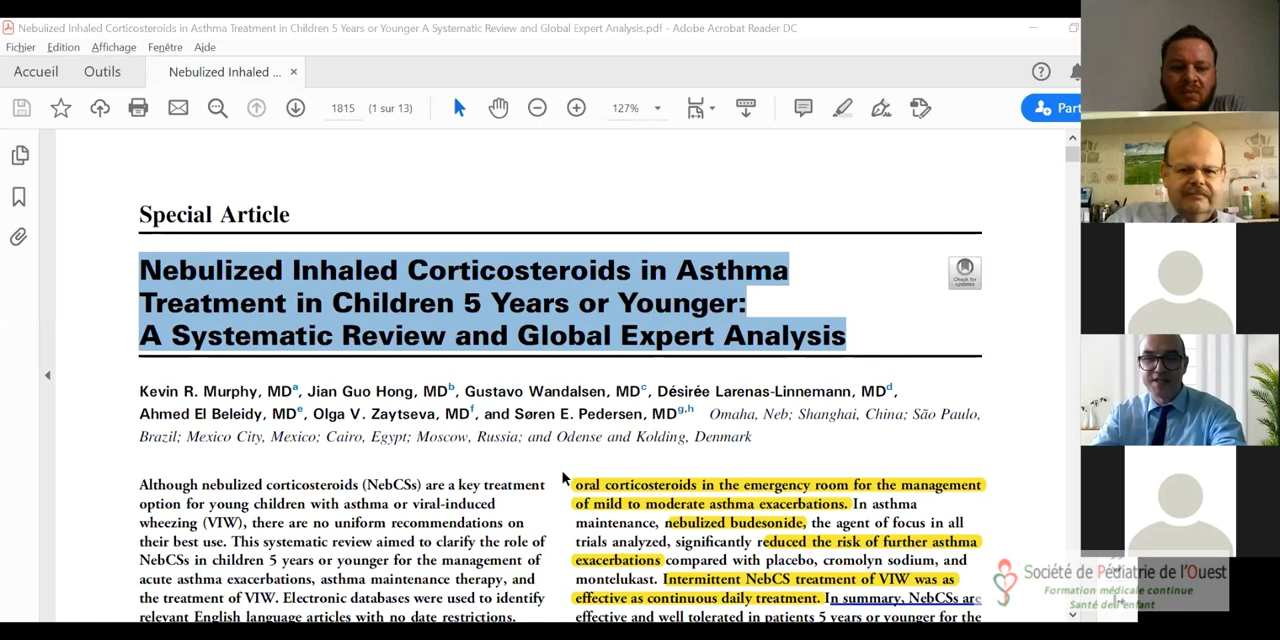 Nebulized Inhaled Corticosteroids in Asthma Treatment in Children 5 Years or Younger A Systematic Review and Global Expert Analysis.pdf - Adobe Acrobat Reader DC
Fichier Edition Affichage Fenêtre Aide
Accueil Outils Nebulized Inhaled ... ×
1815 (1 sur 13) 127% Part
Special Article
Nebulized Inhaled Corticosteroids in Asthma
Treatment in Children 5 Years or Younger:
A Systematic Review and Global Expert Analysis
Check for
updates
Kevin R. Murphy, MDa, Jian Guo Hong, MDb, Gustavo Wandalsen, MDc, Désirée Larenas-Linnemann, MDd,
Ahmed El Beleidy, MDe, Olga V. Zaytseva, MDf, and Søren E. Pedersen, MDg,h Omaha, Neb; Shanghai, China; São Paulo,
Brazil; Mexico City, Mexico; Cairo, Egypt; Moscow, Russia; and Odense and Kolding, Denmark
Although nebulized corticosteroids (NebCSs) are a key treatment
option for young children with asthma or viral-induced
wheezing (VIW), there are no uniform recommendations on
their best use. This systematic review aimed to clarify the role of
NebCSs in children 5 years or younger for the management of
acute asthma exacerbations, asthma maintenance therapy, and
the treatment of VIW. Electronic databases were used to identify
relevant English language articles with no date restrictions.
oral corticosteroids in the emergency room for the management
of mild to moderate asthma exacerbations. In asthma
maintenance, nebulized budesonide, the agent of focus in all
trials analyzed, significantly reduced the risk of further asthma
exacerbations compared with placebo, cromolyn sodium, and
montelukast. Intermittent NebCS treatment of VIW was as
effective as continuous daily treatment. In summary, NebCSs are
effective and well tolerated in patients 5 years or younger for the
Société de Pédiatrie de l'Ouest
Formation médicale continue
Santé de l'enfant